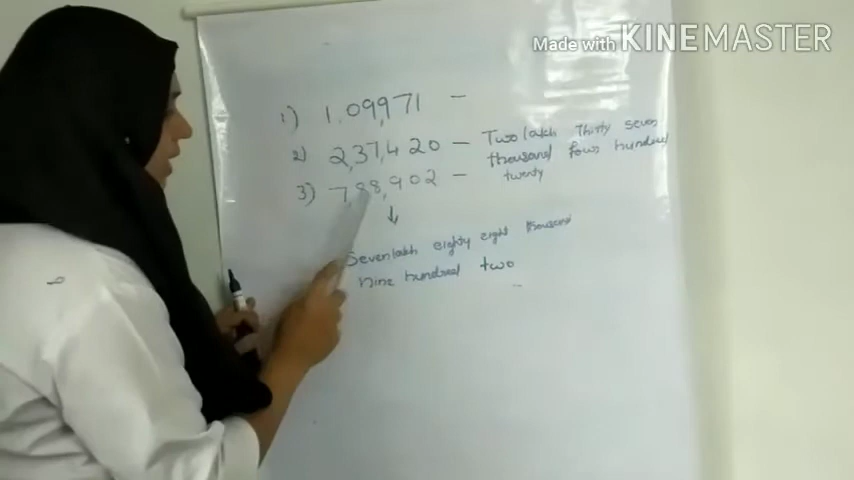 Made with KINEMASTER
1) 1,09,971 –
2) 2,37,420 – Two lakh Thirty seven
thousand four hundred
twenty
3) 7,88,902 –
↓
Seven lakh eighty eight thousand
nine hundred two